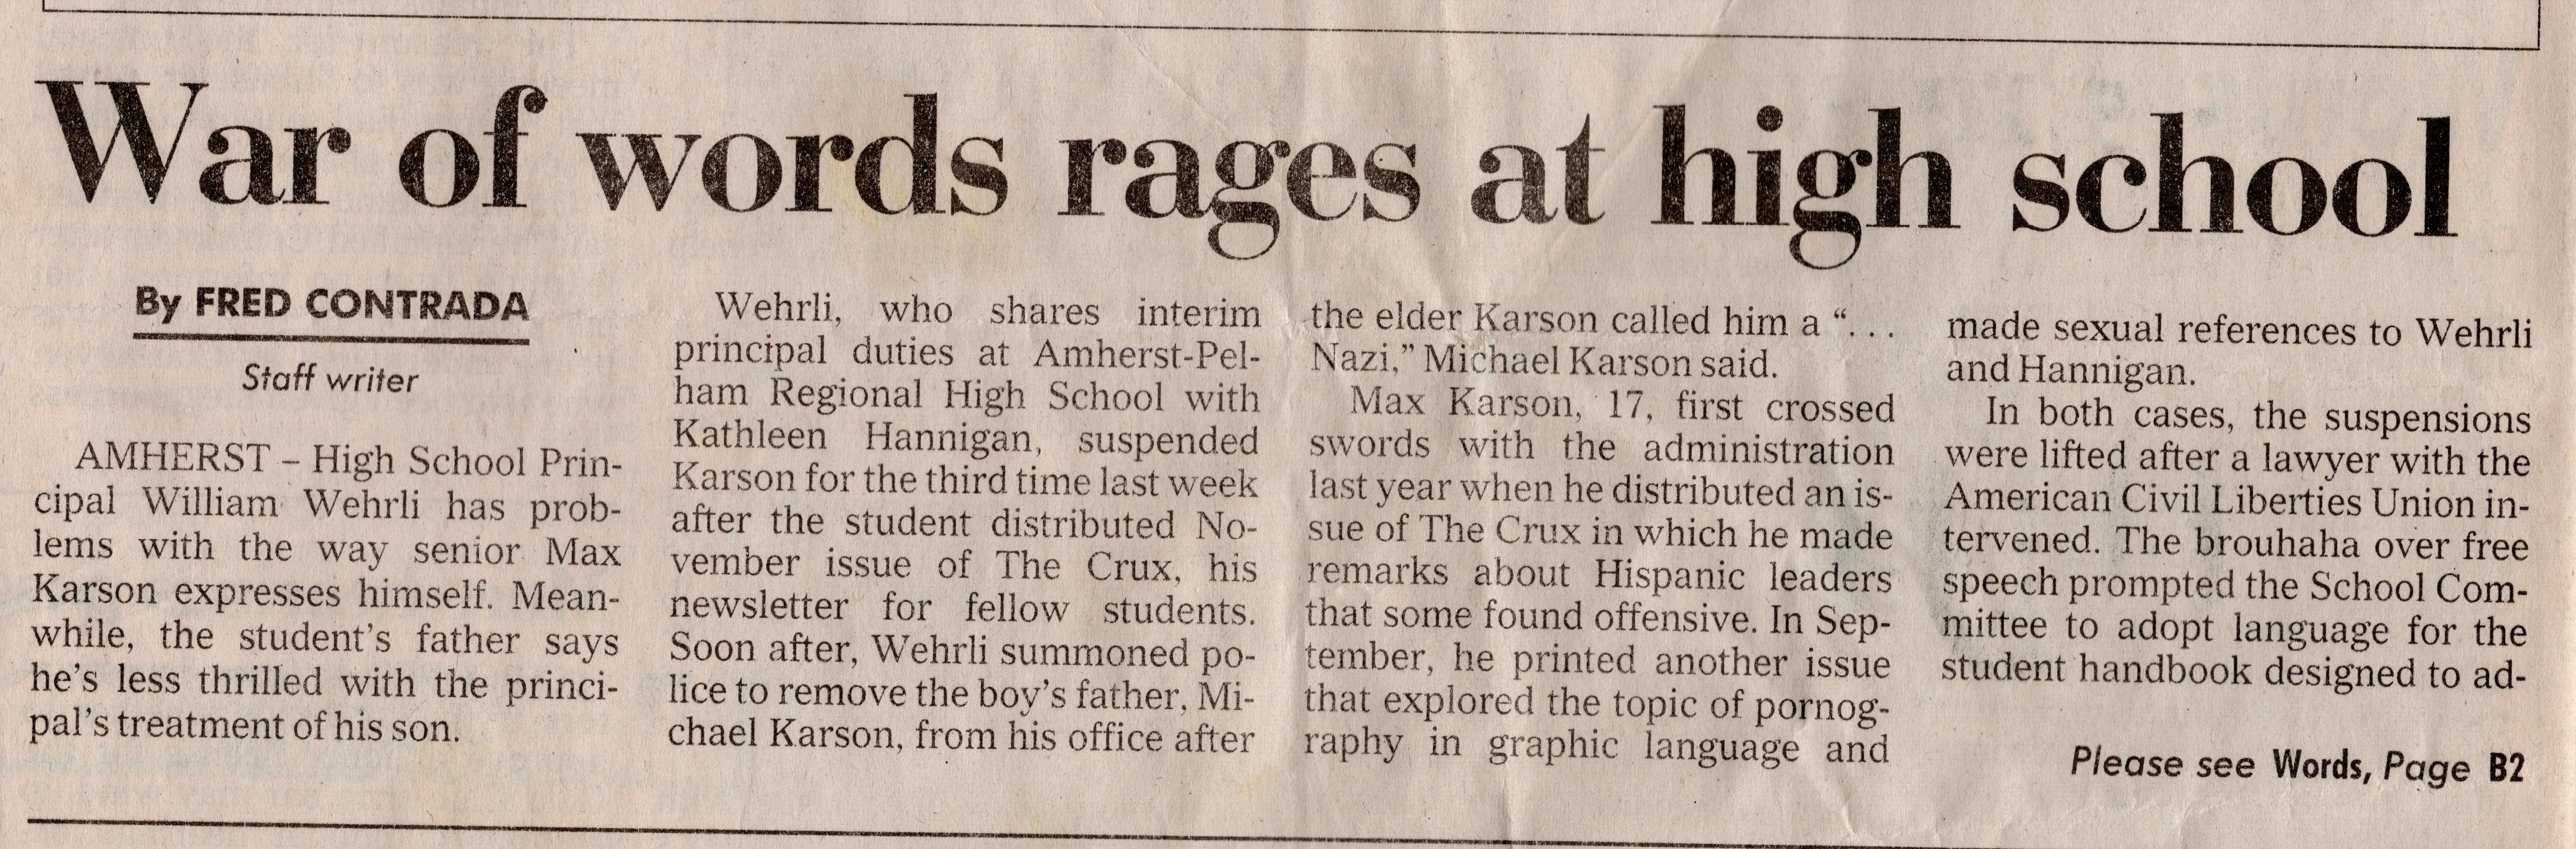 War of words rages at high school
By FRED CONTRADA
Staff writer
AMHERST – High School Prin-
cipal William Wehrli has prob-
lems with the way senior Max
Karson expresses himself. Mean-
while, the student's father says
he's less thrilled with the princi-
pal's treatment of his son.
Wehrli, who shares interim
principal duties at Amherst-Pel-
ham Regional High School with
Kathleen Hannigan, suspended
Karson for the third time last week
after the student distributed No-
vember issue of The Crux, his
newsletter for fellow students.
Soon after, Wehrli summoned po-
lice to remove the boy's father, Mi-
chael Karson, from his office after
the elder Karson called him a “. . .
Nazi,” Michael Karson said.
Max Karson, 17, first crossed
swords with the administration
last year when he distributed an is-
sue of The Crux in which he made
remarks about Hispanic leaders
that some found offensive. In Sep-
tember, he printed another issue
that explored the topic of pornog-
raphy in graphic language and
made sexual references to Wehrli
and Hannigan.
In both cases, the suspensions
were lifted after a lawyer with the
American Civil Liberties Union in-
tervened. The brouhaha over free
speech prompted the School Com-
mittee to adopt language for the
student handbook designed to ad-
Please see Words, Page B2